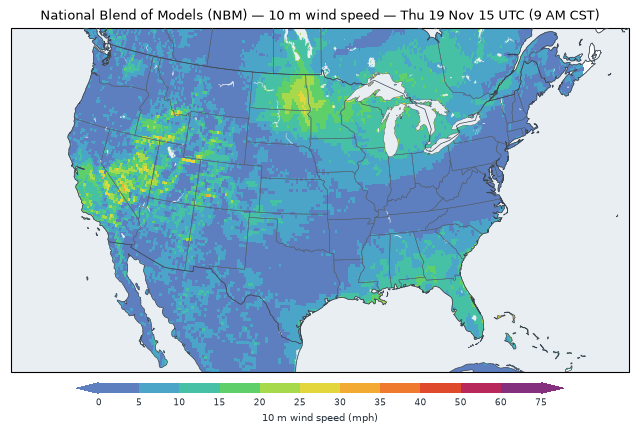 National Blend of Models (NBM) — 10 m wind speed — Thu 19 Nov 15 UTC (9 AM CST)
0 5 10 15 20 25 30 35 40 50 60 75
10 m wind speed (mph)